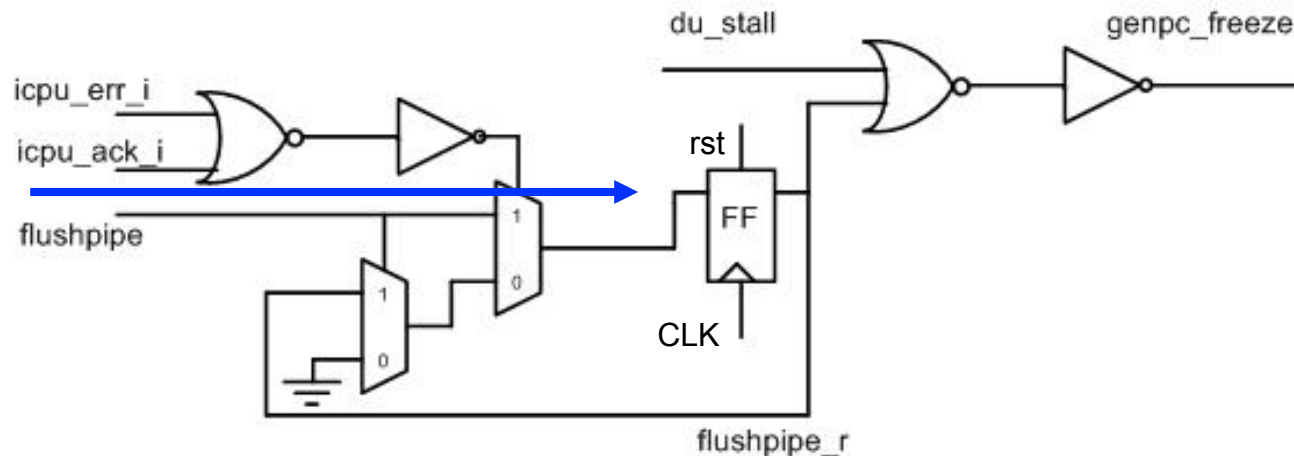 du_stall
genpc_freeze
icpu_err_i
icpu_ack_i
rst
flushpipe
1
FF
0
1
0
CLK
flushpipe_r